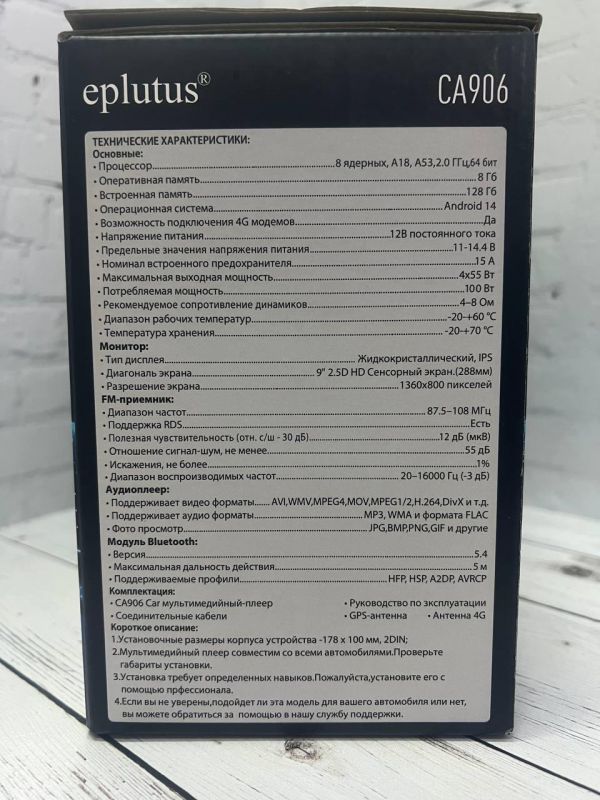 eplutus® CA906
ТЕХНИЧЕСКИЕ ХАРАКТЕРИСТИКИ:
Основные:
• Процессор........8 ядерных, A18, A53,2.0 ГГц,64 бит
• Оперативная память........8 Гб
• Встроенная память........128 Гб
• Операционная система........Android 14
• Возможность подключения 4G модемов........Да
• Напряжение питания........12В постоянного тока
• Предельные значения напряжения питания........11-14.4 В
• Номинал встроенного предохранителя........15 А
• Максимальная выходная мощность........4x55 Вт
• Потребляемая мощность........100 Вт
• Рекомендуемое сопротивление динамиков........4–8 Ом
• Диапазон рабочих температур........-20-+60 °C
• Температура хранения........-20-+70 °C
Монитор:
• Тип дисплея........Жидкокристаллический, IPS
• Диагональ экрана........9" 2.5D HD Сенсорный экран.(288мм)
• Разрешение экрана........1360x800 пикселей
FM-приемник:
• Диапазон частот........87.5–108 МГц
• Поддержка RDS........Есть
• Полезная чувствительность (отн. с/ш - 30 дБ)........12 дБ (мкВ)
• Отношение сигнал-шум, не менее........55 дБ
• Искажения, не более........1%
• Диапазон воспроизводимых частот........20–16000 Гц (-3 дБ)
Аудиоплеер:
• Поддерживает видео форматы........AVI,WMV,MPEG4,MOV,MPEG1/2,H.264,DivX и т.д.
• Поддерживает аудио форматы........MP3, WMA и формата FLAC
• Фото просмотр........JPG,BMP,PNG,GIF и другие
Модуль Bluetooth:
• Версия........5.4
• Максимальная дальность действия........5 м
• Поддерживаемые профили........HFP, HSP, A2DP, AVRCP
Комплектация:
• CA906 Car мультимедийный-плеер • Руководство по эксплуатации
• Соединительные кабели • GPS-антенна • Антенна 4G
Короткое описание:
1.Установочные размеры корпуса устройства -178 x 100 мм, 2DIN;
2.Мультимедийный плеер совместим со всеми автомобилями.Проверьте
габариты установки.
3.Установка требует определенных навыков.Пожалуйста,установите его с
помощью прфессионала.
4.Если вы не уверены,подойдет ли эта модель для вашего автомобиля или нет,
вы можете обратиться за помощью в нашу службу поддержки.